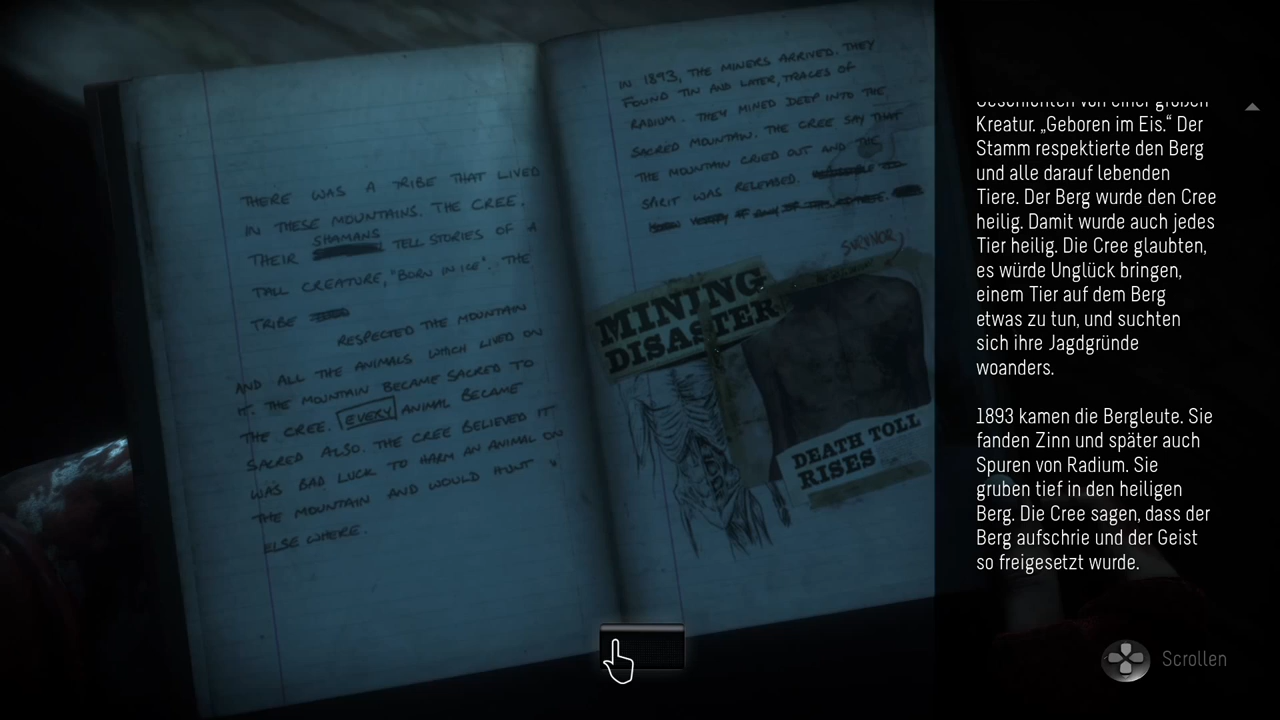 THERE WAS A TRIBE THAT LIVED
IN THESE MOUNTAINS. THE CREE.
SHAMANS
THEIR TELL STORIES OF A
TALL CREATURE, "BORN IN ICE". THE
TRIBE
RESPECTED THE MOUNTAIN
AND ALL THE ANIMALS WHICH LIVED ON
IT. THE MOUNTAIN BECAME SACRED TO
THE CREE. EVERY ANIMAL BECAME
SACRED ALSO. THE CREE BELIEVED IT
WAS BAD LUCK TO HARM AN ANIMAL ON
THE MOUNTAIN AND WOULD HUNT
ELSE WHERE.
IN 1893, THE MINERS ARRIVED. THEY
FOUND TIN AND LATER, TRACES OF
RADIUM. THEY MINED DEEP INTO THE
SACRED MOUNTAIN. THE CREE SAY THAT
THE MOUNTAIN CRIED OUT AND THE
SPIRIT WAS RELEASED.
SURVIVOR
MINING
DISASTER
DEATH TOLL
RISES
Geschichten von einer großen
Kreatur. „Geboren im Eis.“ Der
Stamm respektierte den Berg
und alle darauf lebenden
Tiere. Der Berg wurde den Cree
heilig. Damit wurde auch jedes
Tier heilig. Die Cree glaubten,
es würde Unglück bringen,
einem Tier auf dem Berg
etwas zu tun, und suchten
sich ihre Jagdgründe
woanders.
1893 kamen die Bergleute. Sie
fanden Zinn und später auch
Spuren von Radium. Sie
gruben tief in den heiligen
Berg. Die Cree sagen, dass der
Berg aufschrie und der Geist
so freigesetzt wurde.
Scrollen